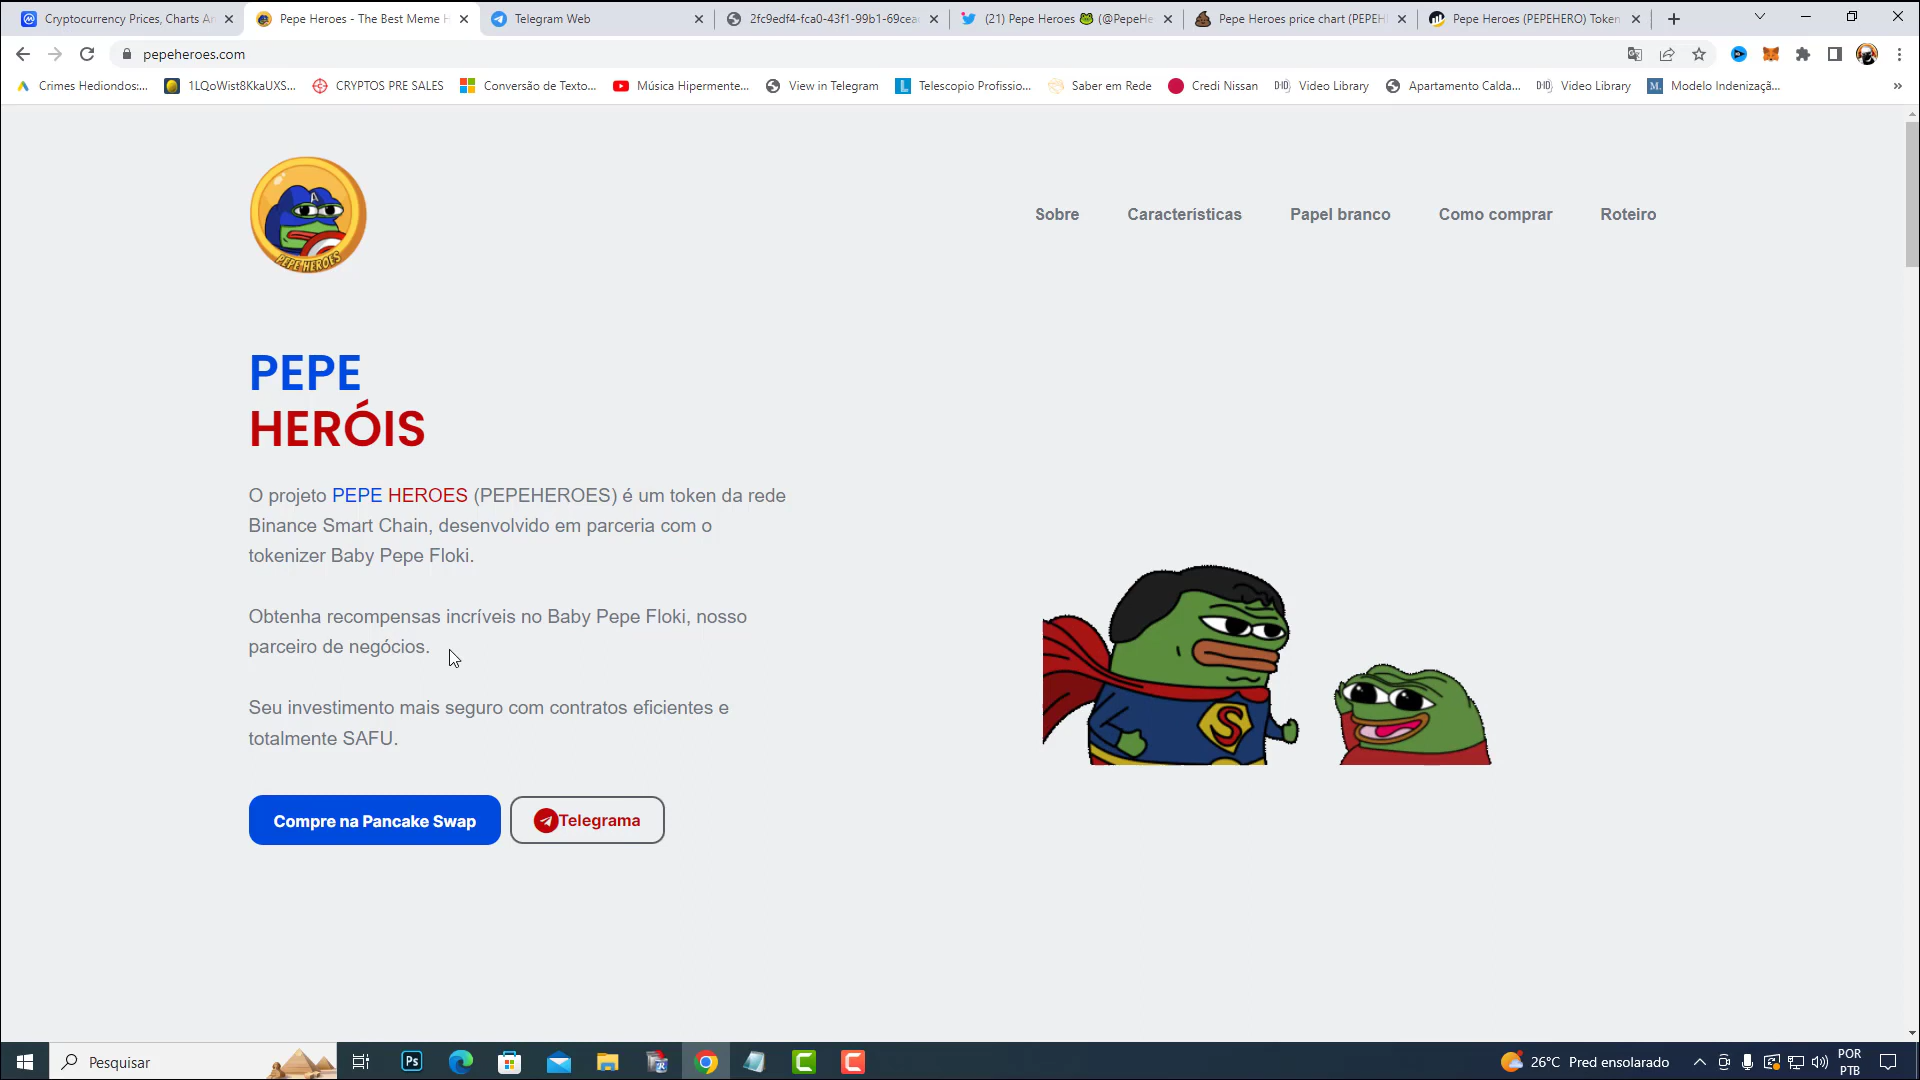 Cryptocurrency Prices, Charts A
Pepe Heroes - The Best Meme H
Telegram Web
2fc9edf4-fca0-43f1-99b1-69cea
(21) Pepe Heroes 🐸 (@PepeHe
Pepe Heroes price chart (PEPEH
Pepe Heroes (PEPEHERO) Token
pepeheroes.com
Crimes Hediondos:...
1LQoWist8KkaUXS...
CRYPTOS PRE SALES
Conversão de Texto...
Música Hipermente...
View in Telegram
Telescopio Profissio...
Saber em Rede
Credi Nissan
D-ID Video Library
Apartamento Calda...
D-ID Video Library
M. Modelo Indenizaçã...
A
PEPE HEROES
Sobre
Características
Papel branco
Como comprar
Roteiro
PEPE
HERÓIS
O projeto PEPE HEROES (PEPEHEROES) é um token da rede
Binance Smart Chain, desenvolvido em parceria com o
tokenizer Baby Pepe Floki.
Obtenha recompensas incríveis no Baby Pepe Floki, nosso
parceiro de negócios.
Seu investimento mais seguro com contratos eficientes e
totalmente SAFU.
S
Compre na Pancake Swap
Telegrama
Pesquisar
Ps
26°C Pred ensolarado
POR
PTB